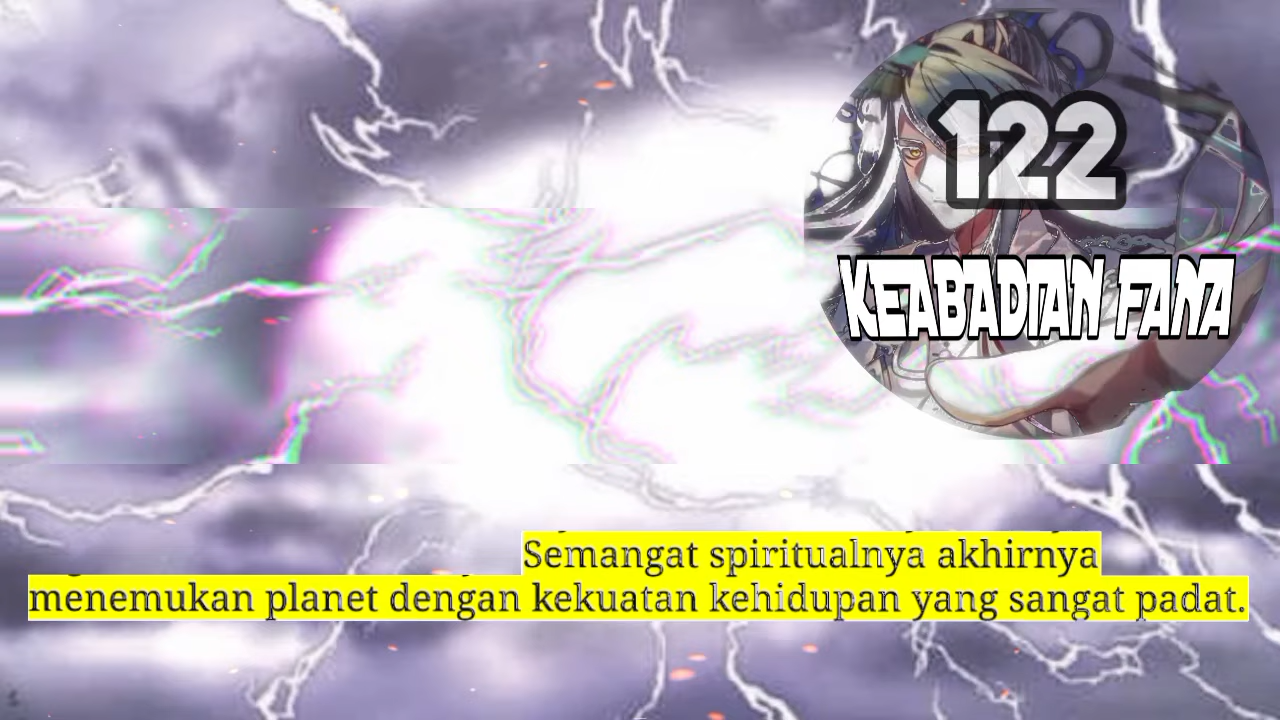 122
KEABADIAN FANA
Semangat spiritualnya akhirnya
menemukan planet dengan kekuatan kehidupan yang sangat padat.